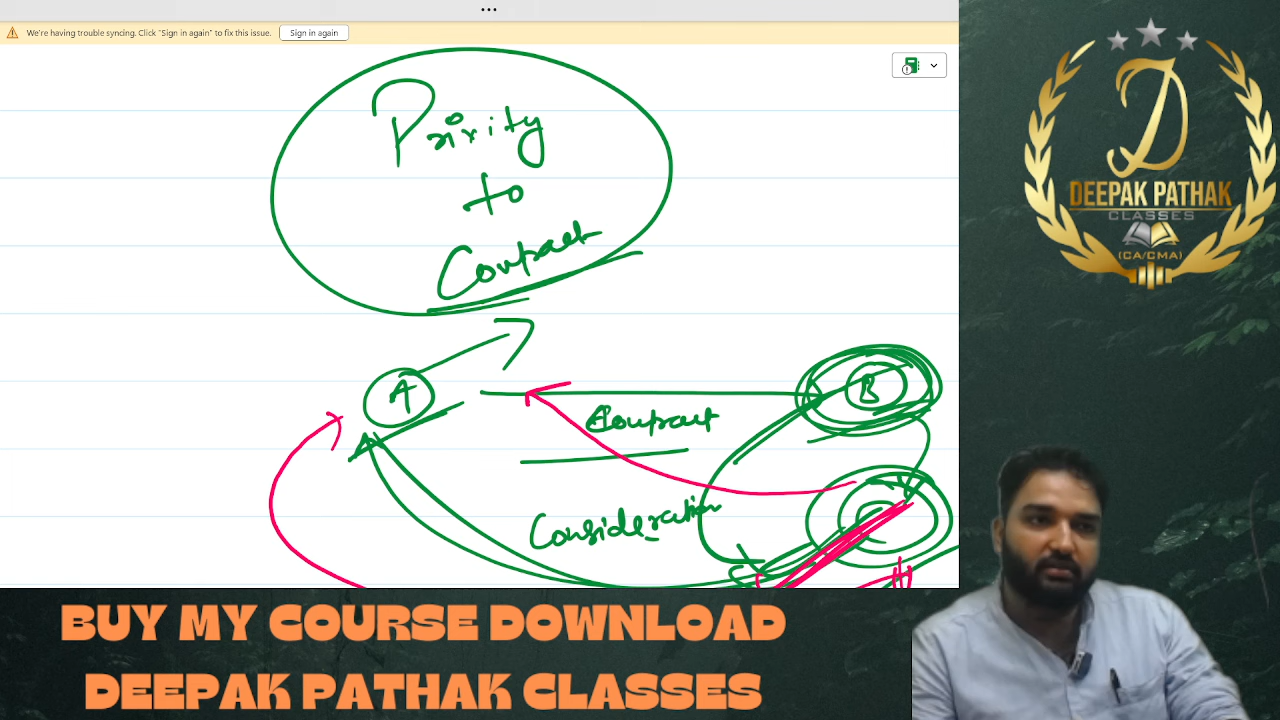 We're having trouble syncing. Click "Sign in again" to fix this issue.
Sign in again
Privity
to
Contract
A
B
Contract
Consideration
D
DEEPAK PATHAK
CLASSES
(CA/CMA)
BUY MY COURSE DOWNLOAD
DEEPAK PATHAK CLASSES